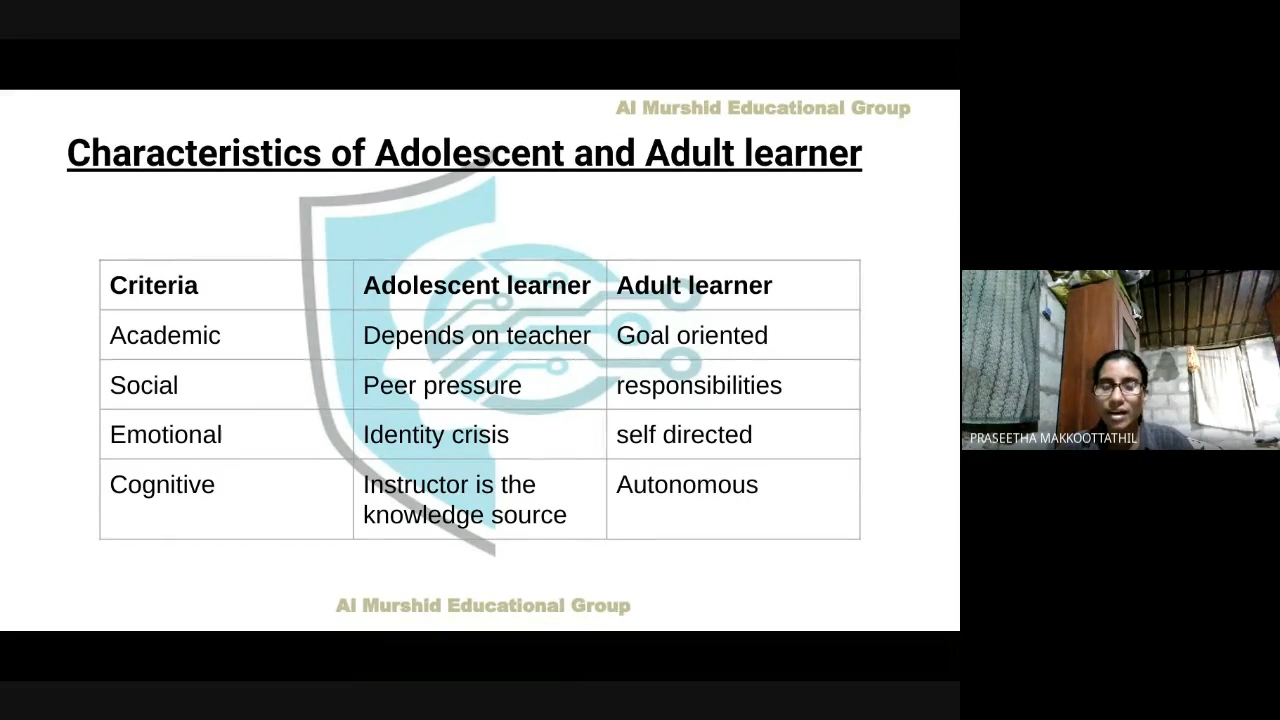 Al Murshid Educational Group
Characteristics of Adolescent and Adult learner
Criteria Adolescent learner Adult learner
Academic Depends on teacher Goal oriented
Social Peer pressure responsibilities
Emotional Identity crisis self directed
Cognitive Instructor is the Autonomous
knowledge source
Al Murshid Educational Group
PRASEETHA MAKKOOTTATHIL